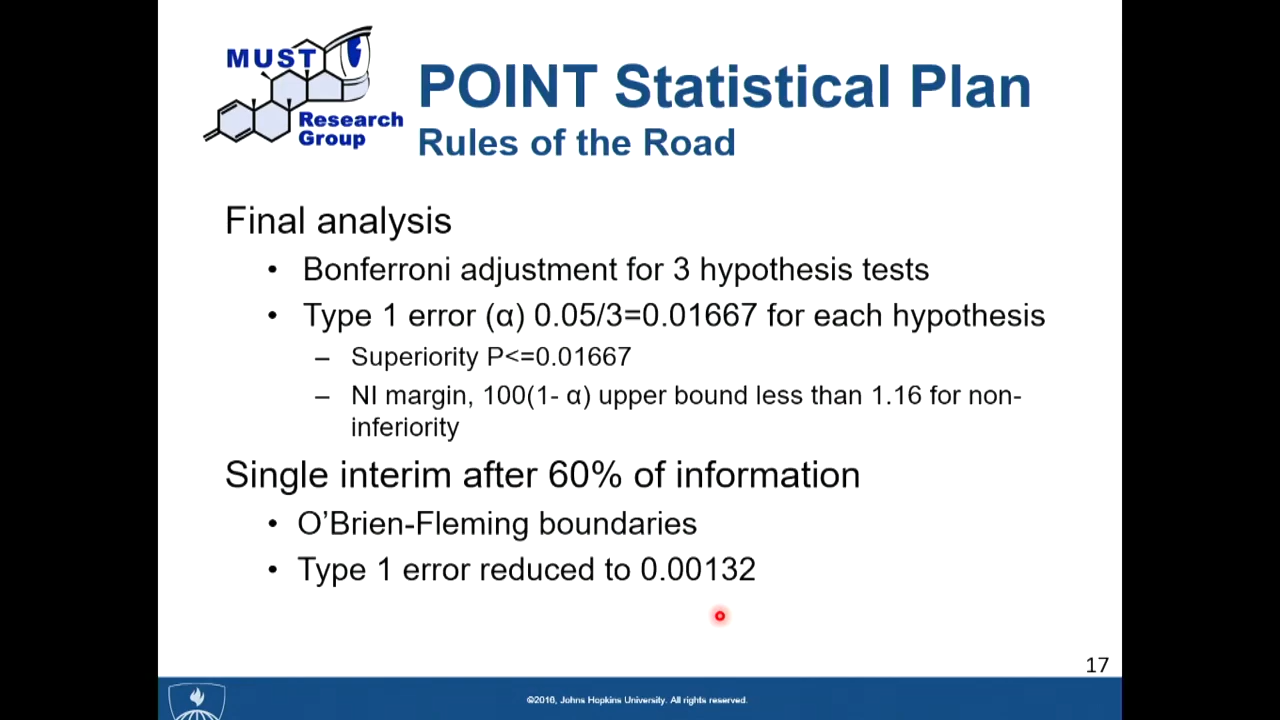 MUST
Research
Group
POINT Statistical Plan
Rules of the Road
Final analysis
• Bonferroni adjustment for 3 hypothesis tests
• Type 1 error (α) 0.05/3=0.01667 for each hypothesis
– Superiority P<=0.01667
– NI margin, 100(1- α) upper bound less than 1.16 for non-
inferiority
Single interim after 60% of information
• O’Brien-Fleming boundaries
• Type 1 error reduced to 0.00132
17
©2016, Johns Hopkins University. All rights reserved.